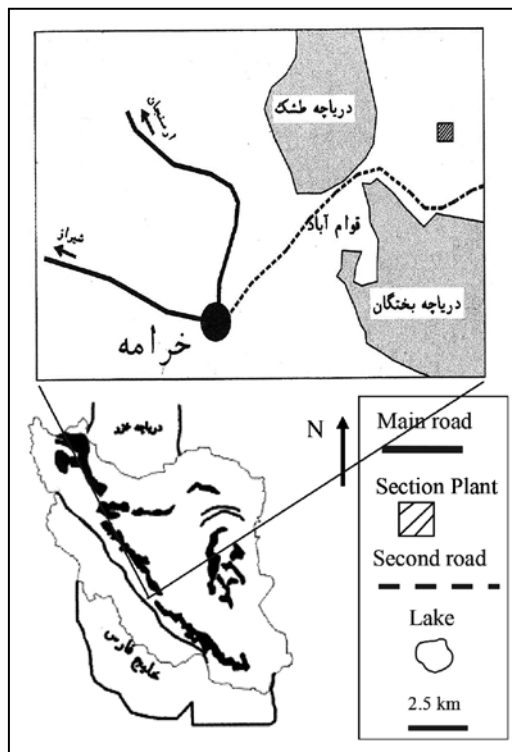 ارسنجان
دریاچه طشک
شیراز
قوام آباد
دریاچه بختگان
خرامه
دریاچه خزر
خلیج فارس
N
Main road
Section Plant
Second road
Lake
2.5 km